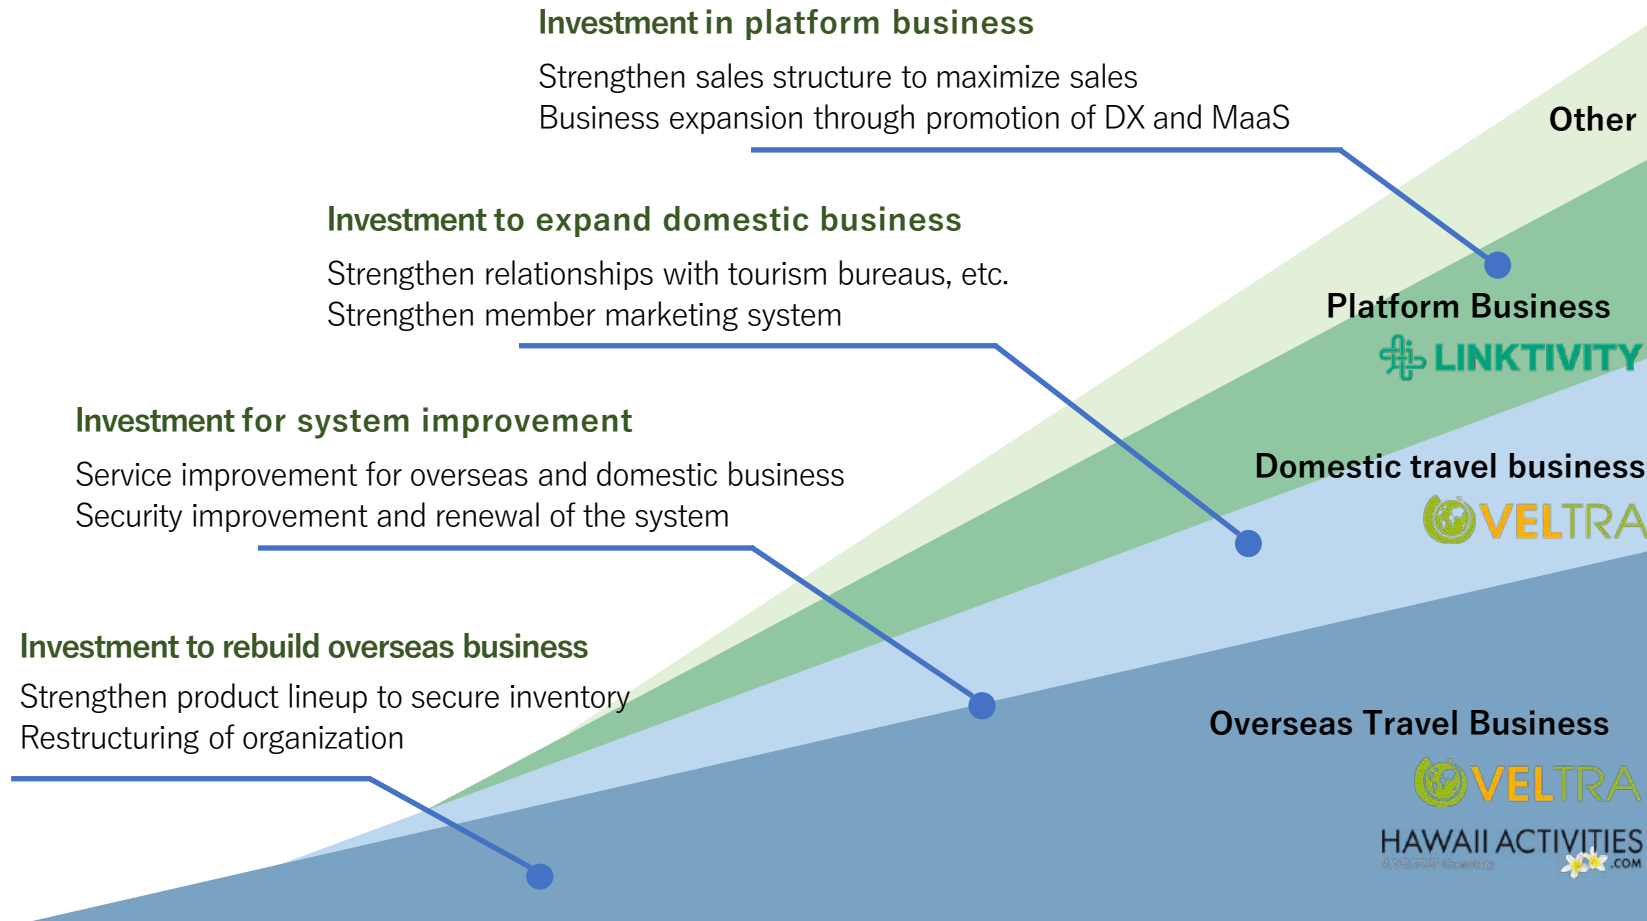 Investment in platform business
Strengthen sales structure to maximize sales
Business expansion through promotion of DX and MaaS
Other
Investment to expand domestic business
Strengthen relationships with tourism bureaus, etc.
Strengthen member marketing system
Platform Business
LINKTIVITY
Investment for system improvement
Service improvement for overseas and domestic business
Security improvement and renewal of the system
Domestic travel business
VELTRA
Investment to rebuild overseas business
Strengthen product lineup to secure inventory
Restructuring of organization
Overseas Travel Business
VELTRA
HAWAII ACTIVITIES
.COM
A VELTRA Company